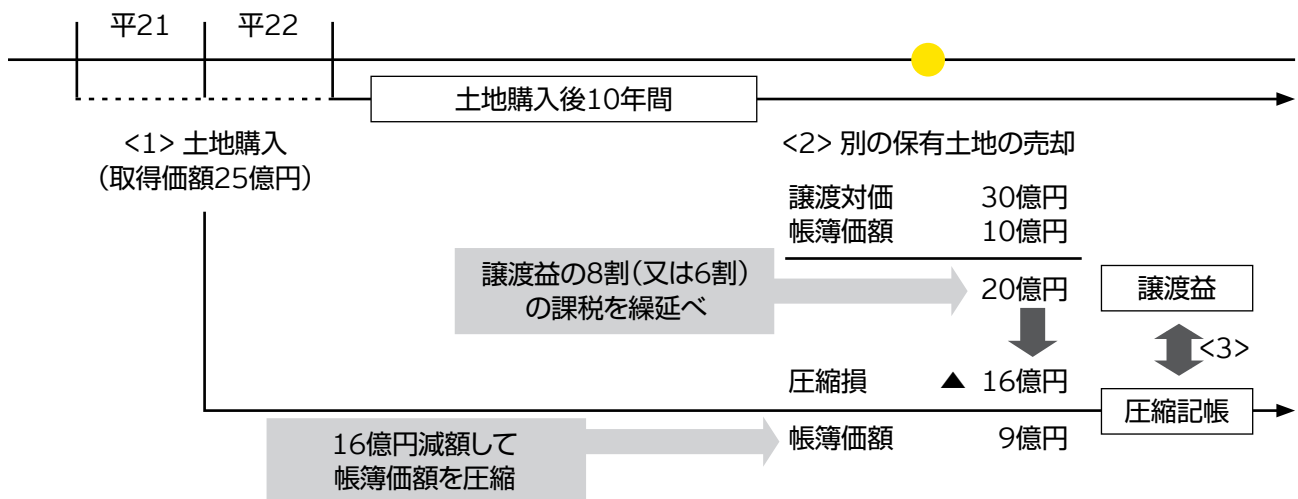 平21 平22
土地購入後10年間
<1> 土地購入
（取得価額25億円）
<2> 別の保有土地の売却
譲渡対価 30億円
帳簿価額 10億円
譲渡益の8割（又は6割）
の課税を繰延べ
20億円 譲渡益
<3>
圧縮損 ▲ 16億円
圧縮記帳
16億円減額して
帳簿価額を圧縮
帳簿価額 9億円